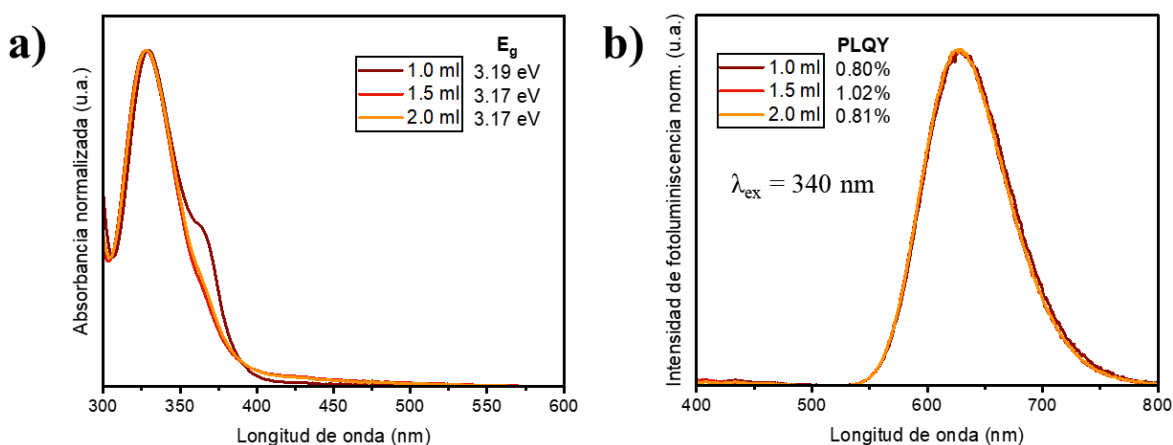 a)
Absorbancia normalizada (u.a.)
E_g
1.0 ml 3.19 eV
1.5 ml 3.17 eV
2.0 ml 3.17 eV
300 350 400 450 500 550 600
Longitud de onda (nm)
b)
Intensidad de fotoluminiscencia norm. (u.a.)
PLQY
1.0 ml 0.80%
1.5 ml 1.02%
2.0 ml 0.81%
λ_ex = 340 nm
400 500 600 700 800
Longitud de onda (nm)